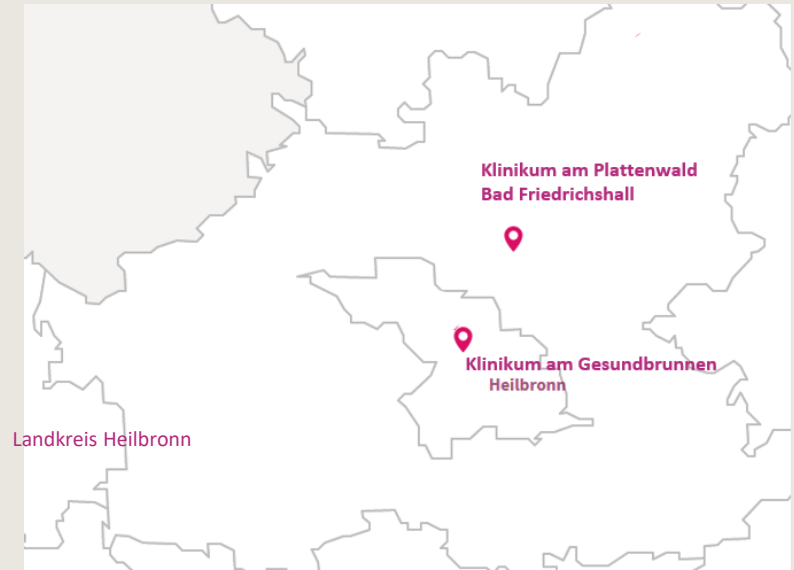 Klinikum am Plattenwald
Bad Friedrichshall
Klinikum am Gesundbrunnen
Heilbronn
Landkreis Heilbronn